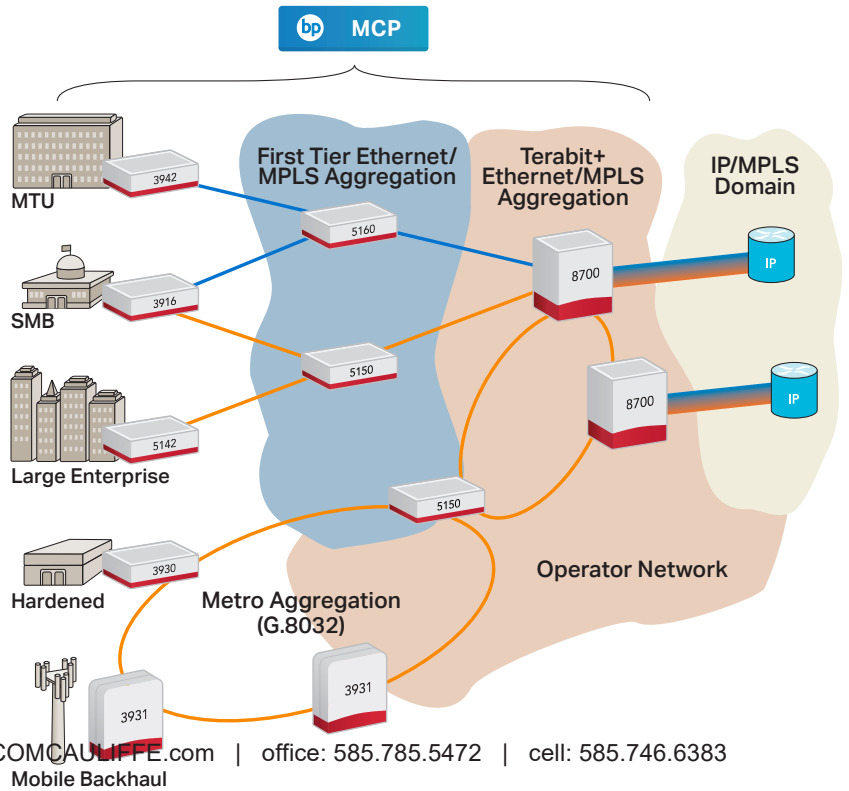 bp MCP
First Tier Ethernet/
MPLS Aggregation
Terabit+
Ethernet/MPLS
Aggregation
IP/MPLS
Domain
3942
MTU
5160
8700
IP
3916
SMB
5150
8700
IP
5142
Large Enterprise
5150
3930
Hardened
Metro Aggregation
(G.8032)
Operator Network
3931
3931
COMCAULIFFE.com | office: 585.785.5472 | cell: 585.746.6383
Mobile Backhaul